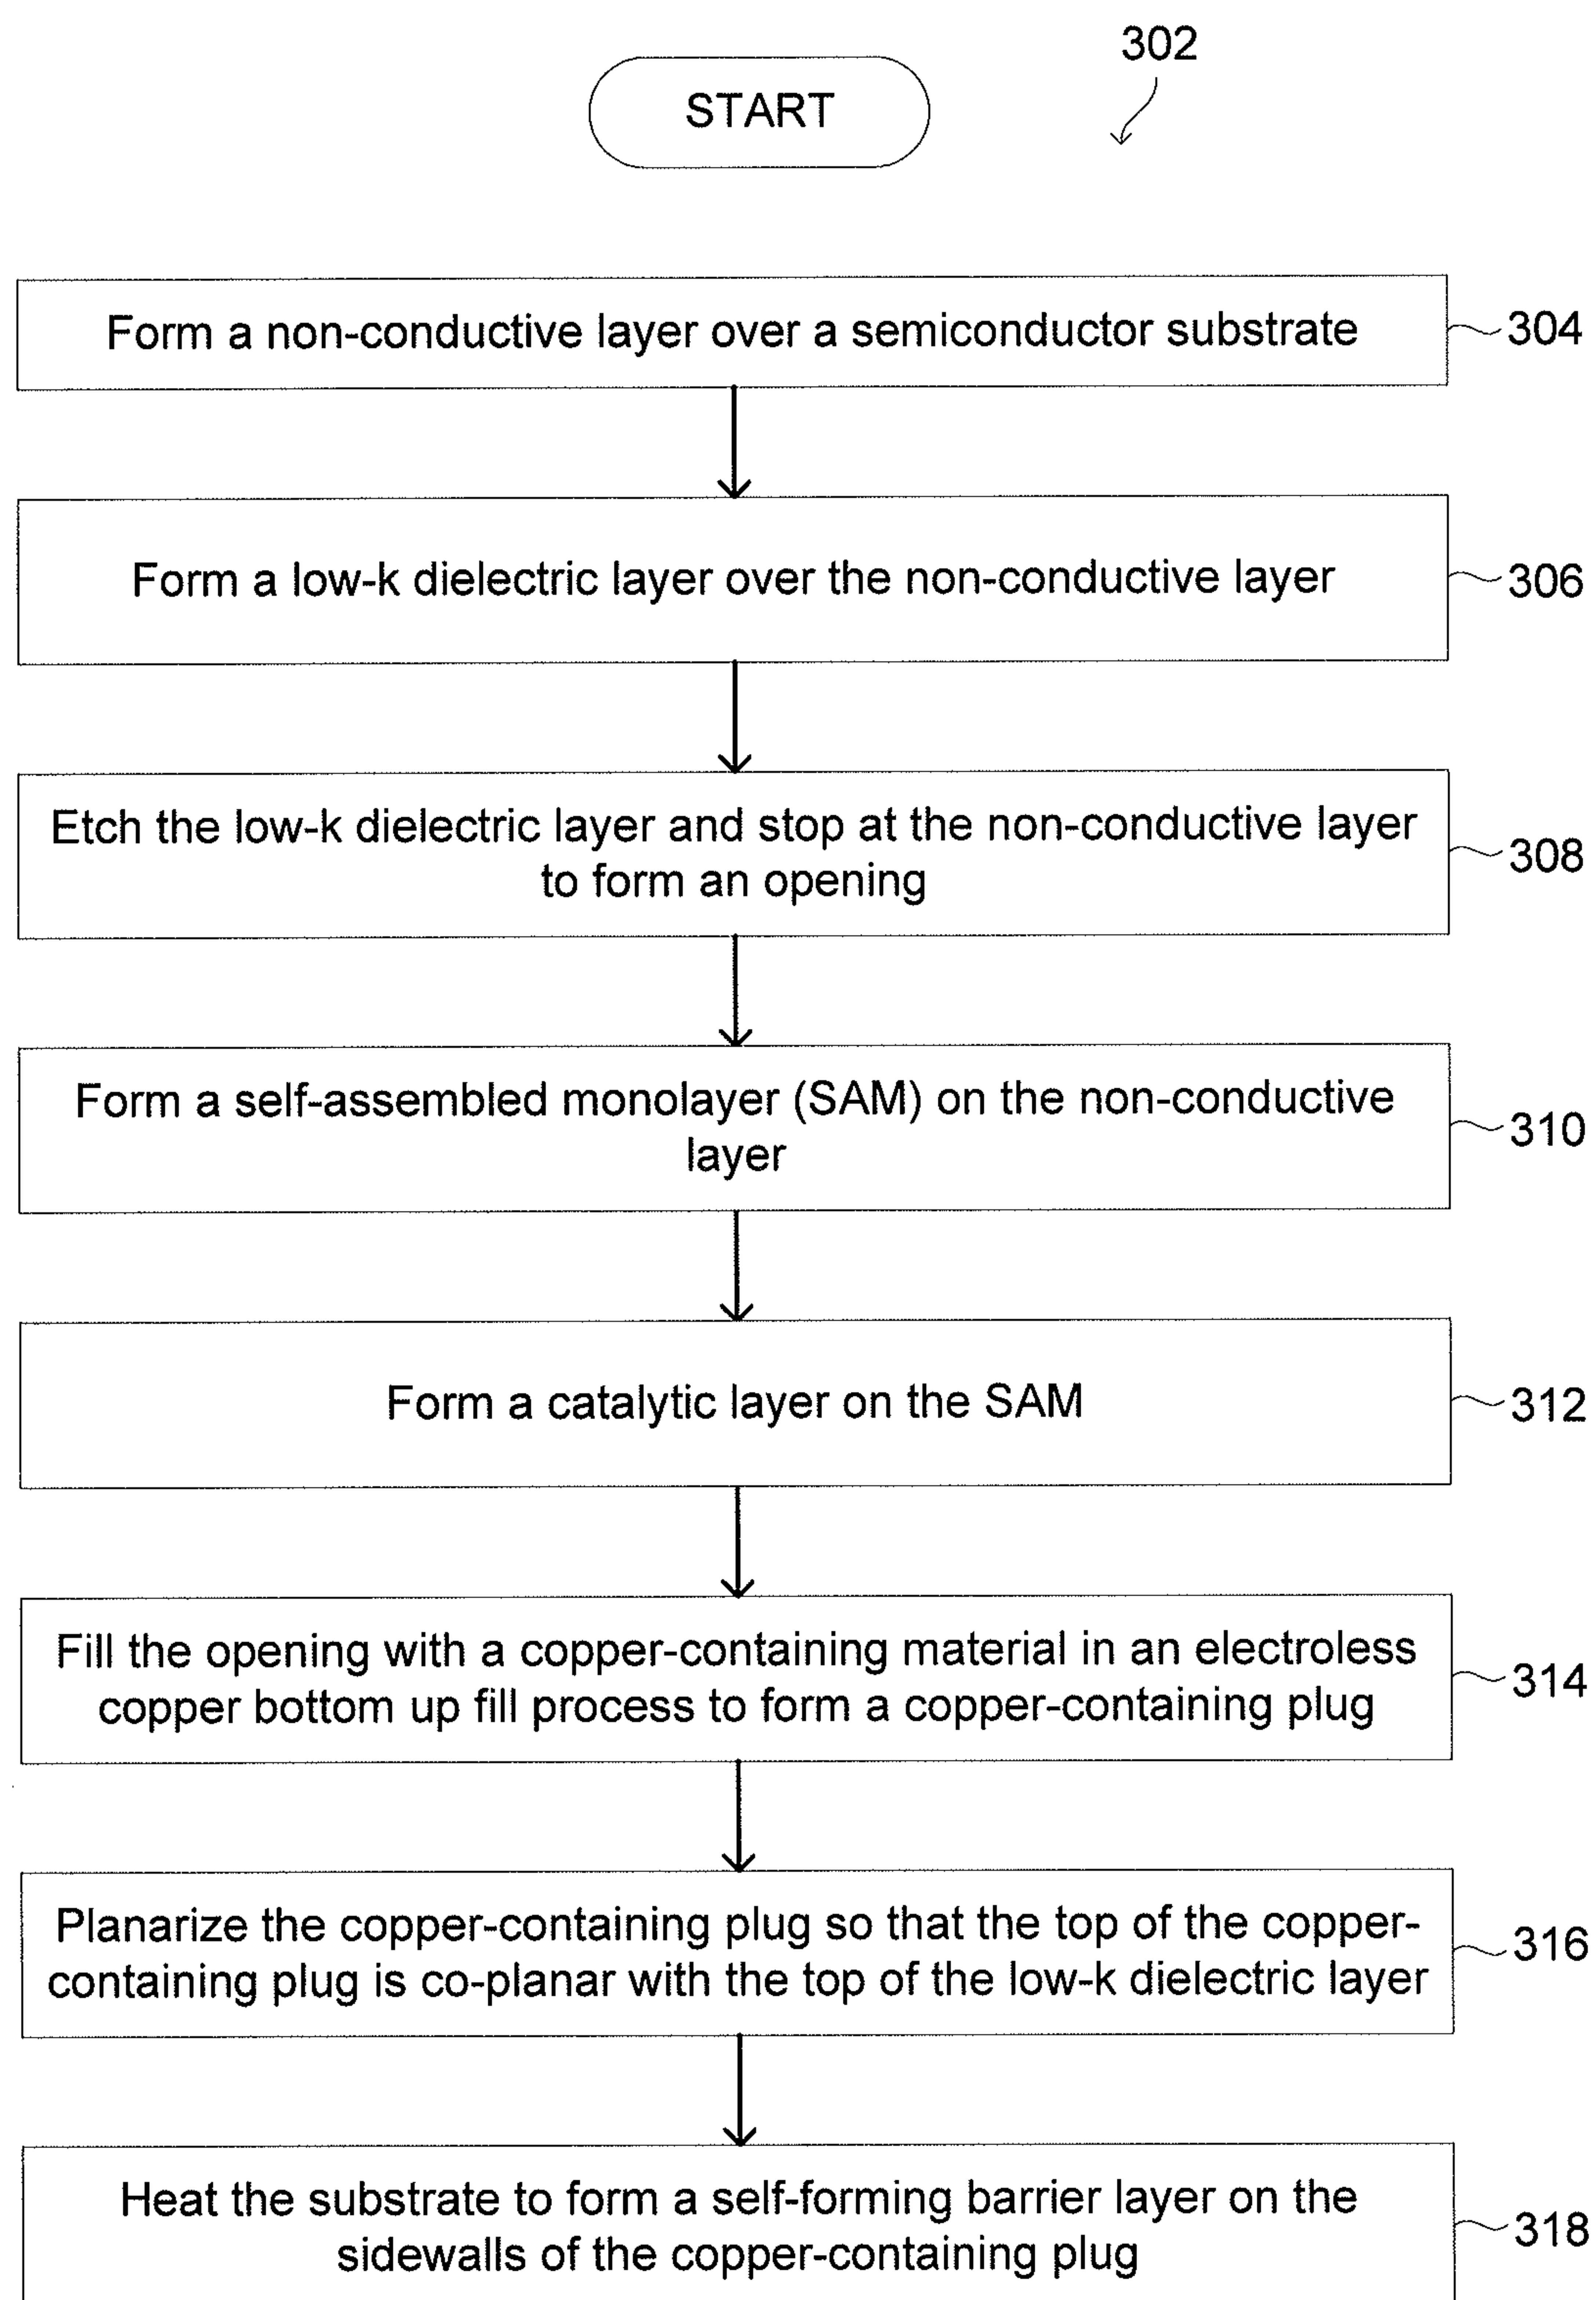 302
START
Form a non-conductive layer over a semiconductor substrate
304
Form a low-k dielectric layer over the non-conductive layer
306
Etch the low-k dielectric layer and stop at the non-conductive layer
to form an opening
308
Form a self-assembled monolayer (SAM) on the non-conductive
layer
310
Form a catalytic layer on the SAM
312
Fill the opening with a copper-containing material in an electroless
copper bottom up fill process to form a copper-containing plug
314
Planarize the copper-containing plug so that the top of the copper-
containing plug is co-planar with the top of the low-k dielectric layer
316
Heat the substrate to form a self-forming barrier layer on the
sidewalls of the copper-containing plug
318